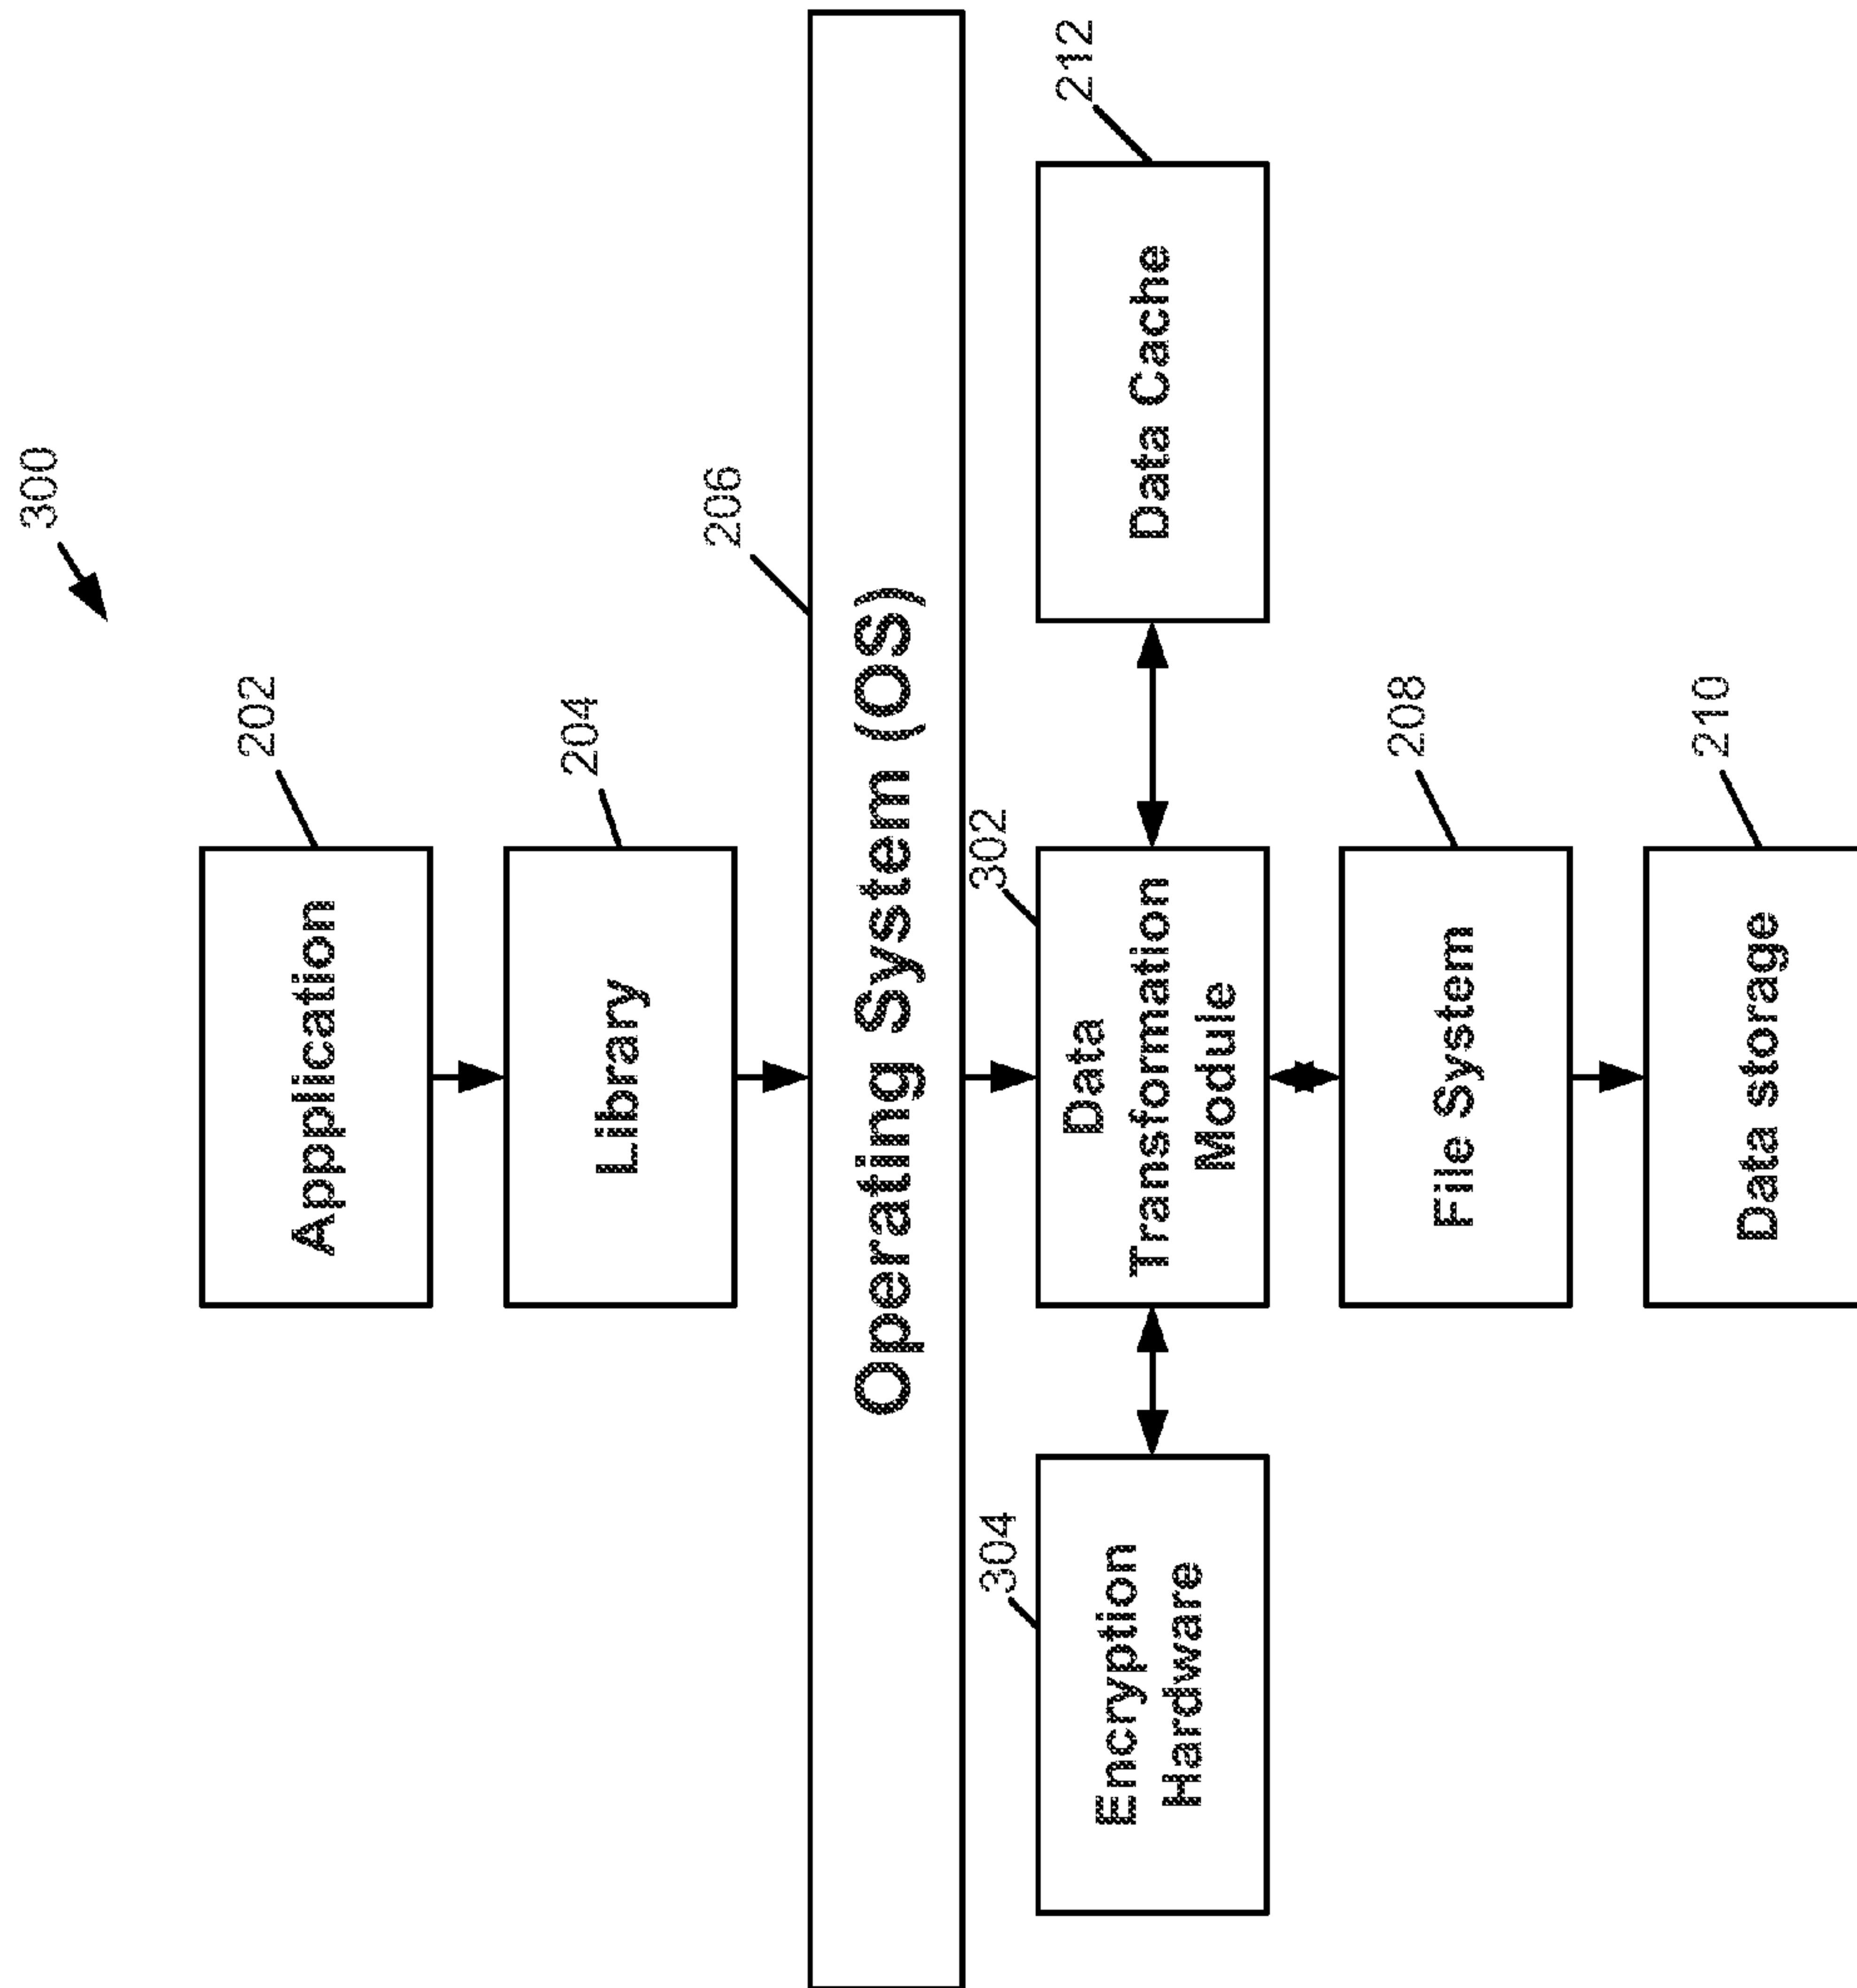 300
Application
202
Library
204
Operating System (OS)
206
Encryption
Hardware
304
Data
Transformation
Module
302
Data Cache
212
File System
208
Data storage
210